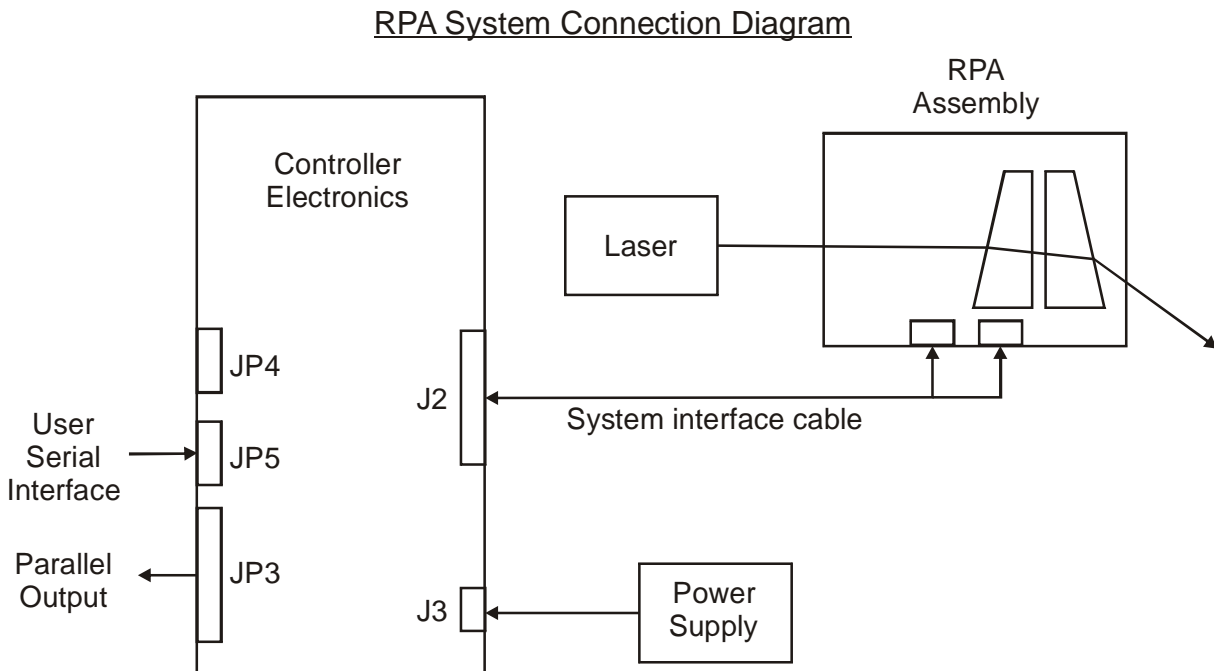 RPA System Connection Diagram
RPA
Assembly
Controller
Electronics
Laser
JP4
J2
System interface cable
User
Serial
Interface
JP5
Parallel
Output
JP3
J3
Power
Supply